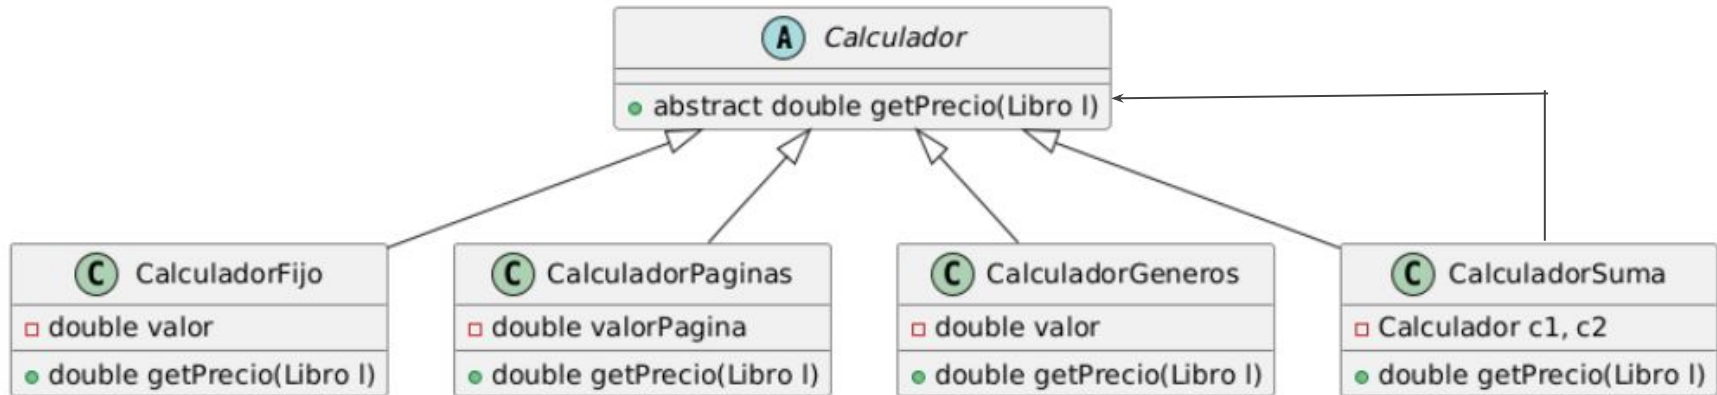 A Calculador
abstract double getPrecio(Libro l)
C CalculadorFijo
double valor
double getPrecio(Libro l)
C CalculadorPaginas
double valorPagina
double getPrecio(Libro l)
C CalculadorGeneros
double valor
double getPrecio(Libro l)
C CalculadorSuma
Calculador c1, c2
double getPrecio(Libro l)